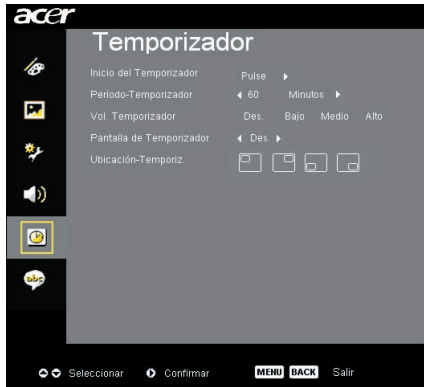 acer
Temporizador
Inicio del Temporizador Pulse
Período-Temporizador 60 Minutos
Vol. Temporizador Des. Bajo Medio Alto
Pantalla de Temporizador Des.
Ubicación-Temporiz.
abc
Seleccionar Confirmar MENU BACK Salir